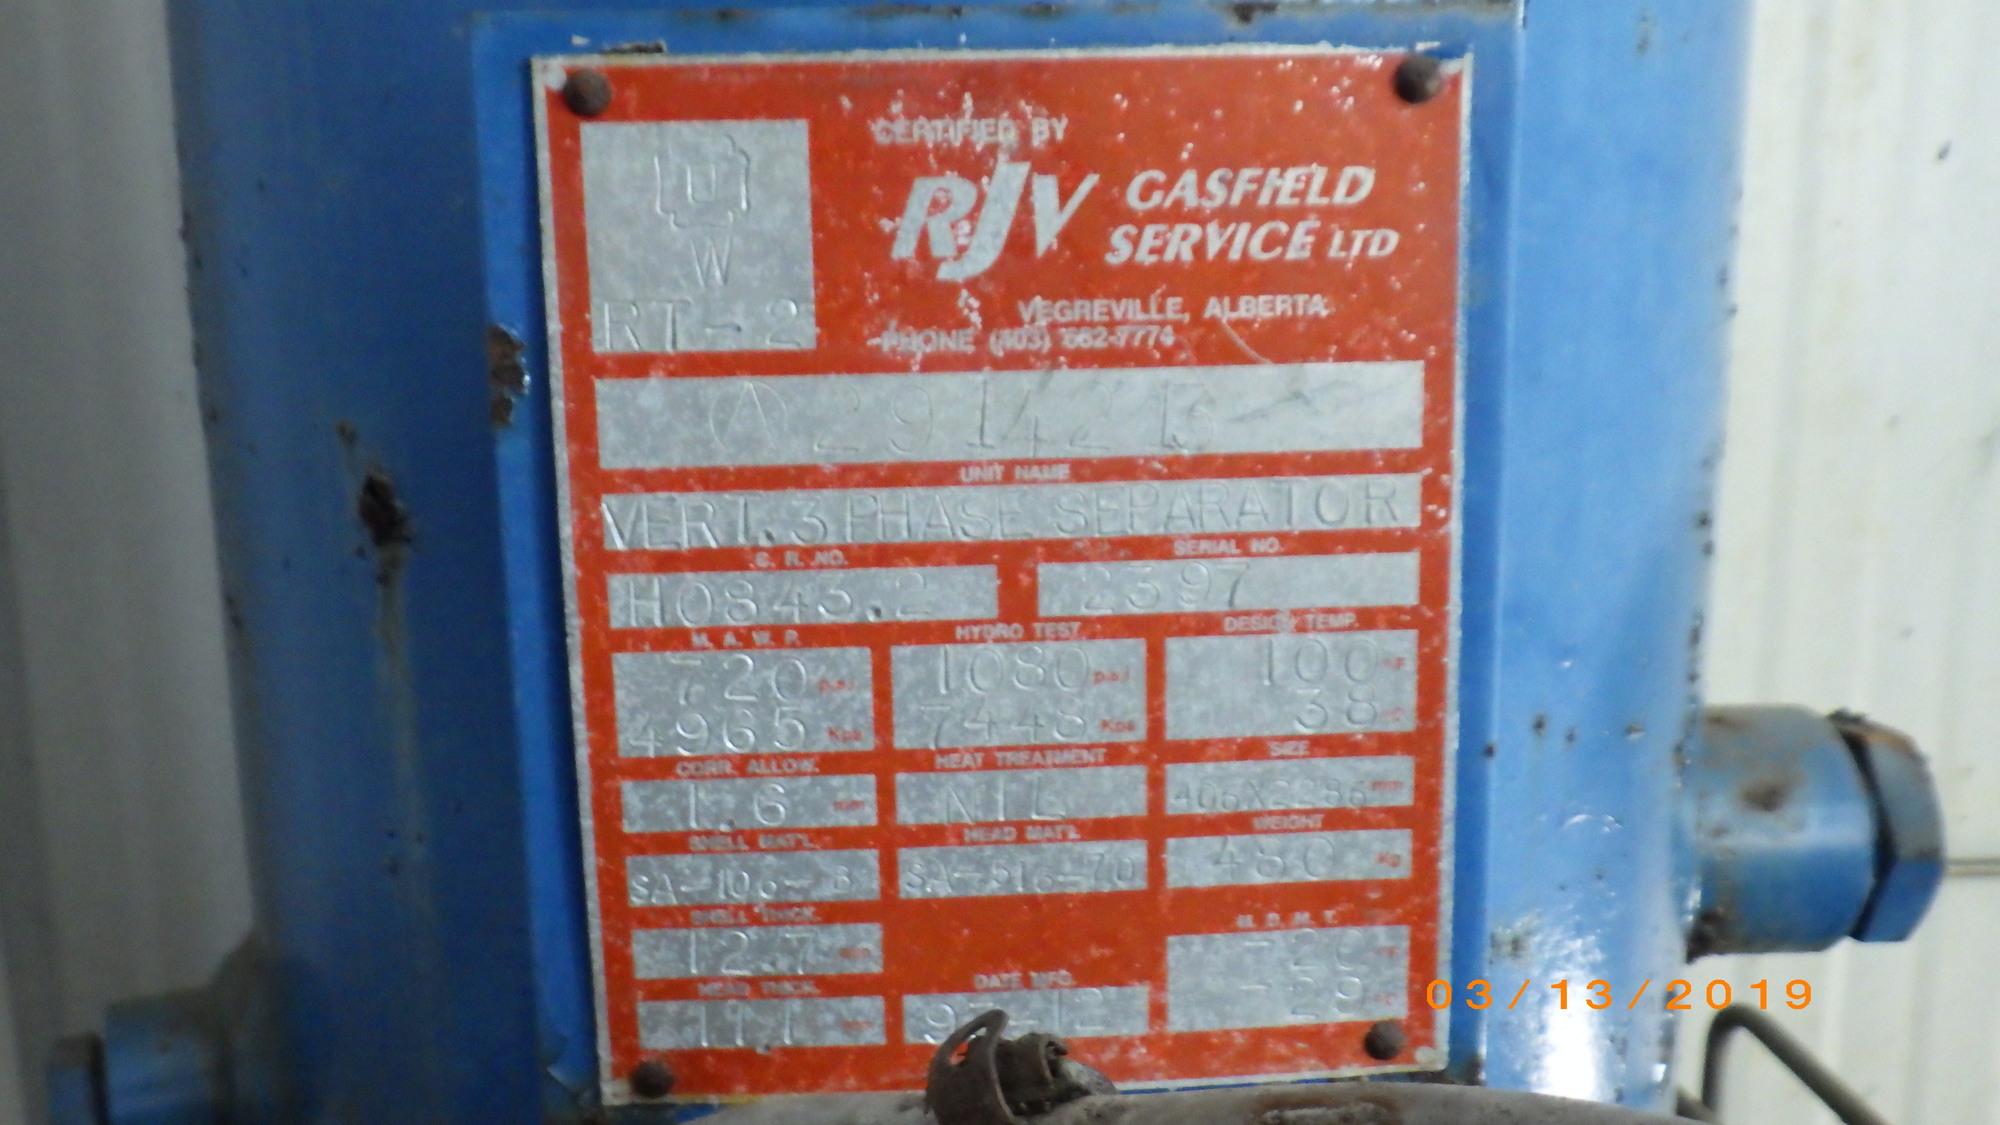 U
W
RT-2
CERTIFIED BY
RJV GASFIELD
SERVICE LTD
VEGREVILLE, ALBERTA
PHONE (403) 662-7774
A 291421
UNIT NAME
VERT. 3 PHASE SEPARATOR
C. R. NO. SERIAL NO.
H0843.2 2397
M. A. W. P. HYDRO TEST DESIGN TEMP.
720 p.s.i 1080 p.s.i 100 °F
4965 Kpa 7448 Kpa 38 °C
CORR. ALLOW. HEAT TREATMENT SIZE
1.6 mm NIL 406X2286 mm
SHELL MAT'L. HEAD MAT'L WEIGHT
SA-106-B SA-516-70 480 Kg
SHELL THICK. M. D. M. T.
12.7 mm -20 °F
HEAD THICK. DATE MFG. -29 °C
11.1 mm 97-12
03/13/2019